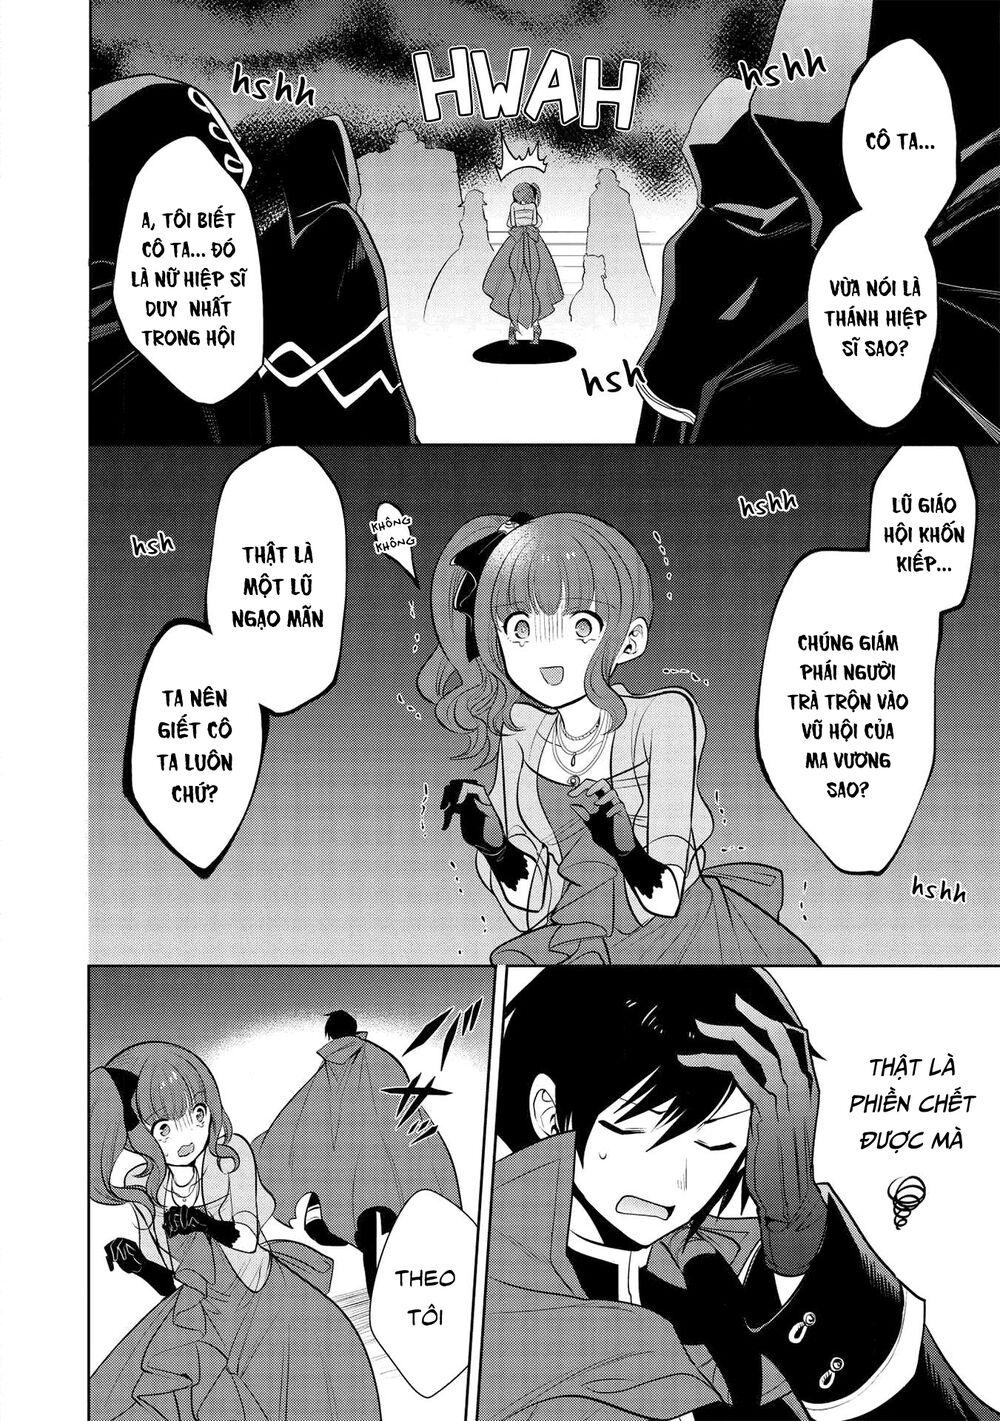 hshh
HWAH
hshh
CÔ TA...
VỪA NÓI LÀ
THÁNH HIỆP
SĨ SAO?
A, TÔI BIẾT
CÔ TA... ĐÓ
LÀ NỮ HIỆP SĨ
DUY NHẤT
TRONG HỘI
hsh
LŨ GIÁO
HỘI KHỐN
KIẾP...
CHÚNG GIÁM
PHÁI NGƯỜI
TRÀ TRỘN VÀO
VŨ HỘI CỦA
MA VƯƠNG
SAO?
hshh
KHÔNG
KHÔNG
THẬT LÀ
MỘT LŨ
NGẠO MÃN
TA NÊN
GIẾT CÔ
TA LUÔN
CHỨ?
hsh
hshh
THẬT LÀ
PHIỀN CHẾT
ĐƯỢC MÀ
THEO
TÔI